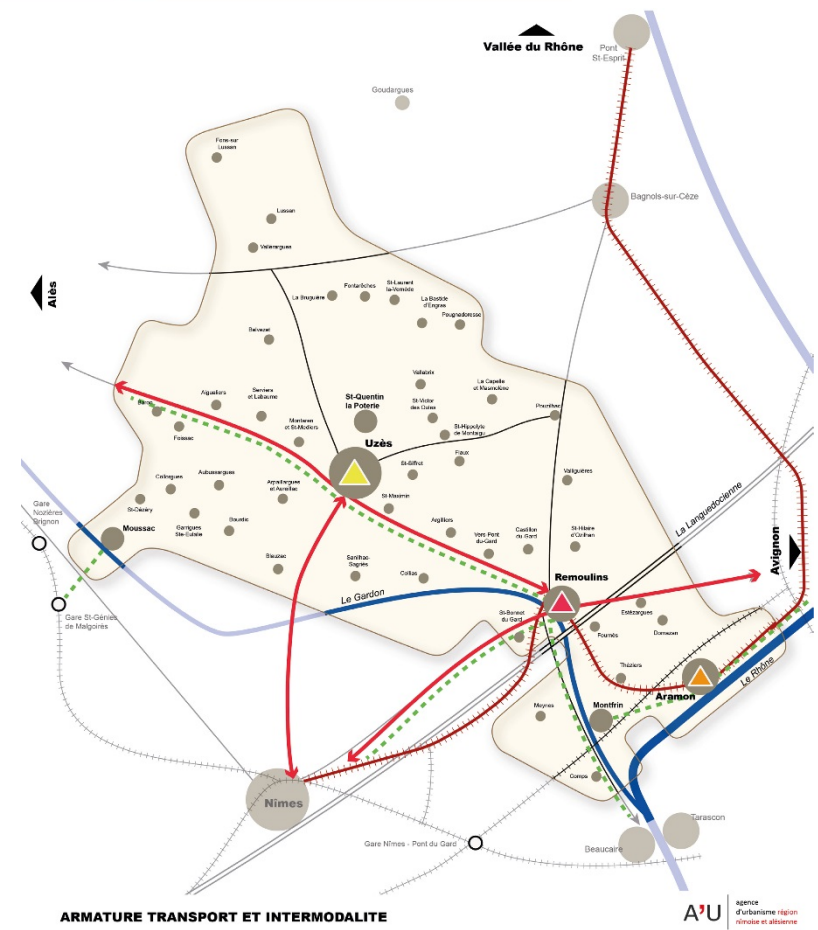 Vallée du Rhône
Pont
St-Esprit
Goudargues
Fons-sur
Lussan
Bagnols-sur-Cèze
Lussan
Vallérargues
Alès
La Bruguière
Fontarèches
St-Laurent
la-Vernède
La Bastide
d'Engras
Pougnadoresse
Belvezet
Vallabrix
La Capelle
et Masmolène
Baron
Aigaliers
Serviers
et Labaume
St-Quentin
la Poterie
St-Victor
des Oules
Pouzilhac
Foissac
Montaren
et St-Médiers
St-Hippolyte
de Montaigu
Uzès
Flaux
St-Siffret
Valliguières
Collorgues
Aubussargues
Arpaillargues
et Aureillac
La Languedocienne
Gare
Nozières
Brignon
St-Dézéry
St-Maximin
Moussac
Garrigues
Ste-Eulalie
Bourdic
Argilliers
Vers-Pont
du-Gard
Castillon
du Gard
St-Hilaire
d'Ozilhan
Avignon
Blauzac
Sanilhac-
Sagriès
Collias
Remoulins
Le Gardon
Gare St-Géniès
de Malgoirès
St-Bonnet
du Gard
Estézargues
Fournès
Domazan
Théziers
Aramon
Le Rhône
Meynes
Montfrin
Comps
Nîmes
Gare Nîmes - Pont du Gard
Tarascon
Beaucaire
ARMATURE TRANSPORT ET INTERMODALITE
A'U
agence
d'urbanisme région
nîmoise et alésienne